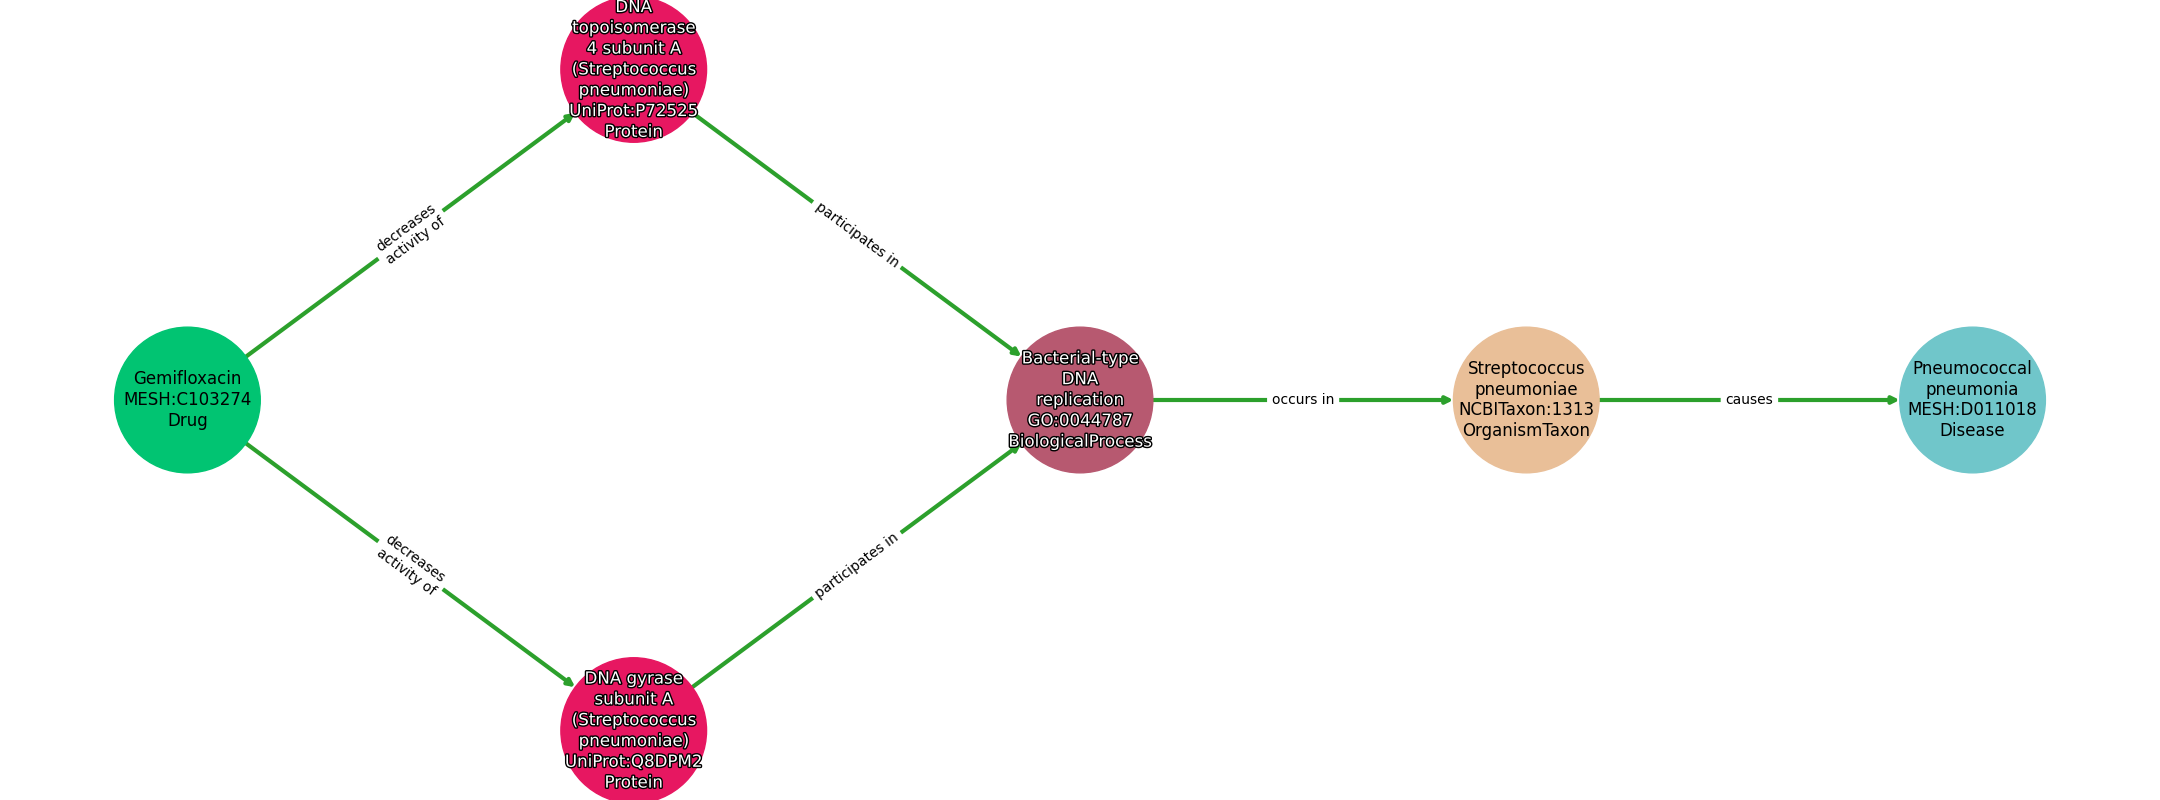 DNA
topoisomerase
4 subunit A
(Streptococcus
pneumoniae)
UniProt:P72525
Protein
decreases
activity of
participates in
Gemifloxacin
MESH:C103274
Drug
Bacterial-type
DNA
replication
GO:0044787
BiologicalProcess
occurs in
Streptococcus
pneumoniae
NCBITaxon:1313
OrganismTaxon
causes
Pneumococcal
pneumonia
MESH:D011018
Disease
decreases
activity of
participates in
DNA gyrase
subunit A
(Streptococcus
pneumoniae)
UniProt:Q8DPM2
Protein